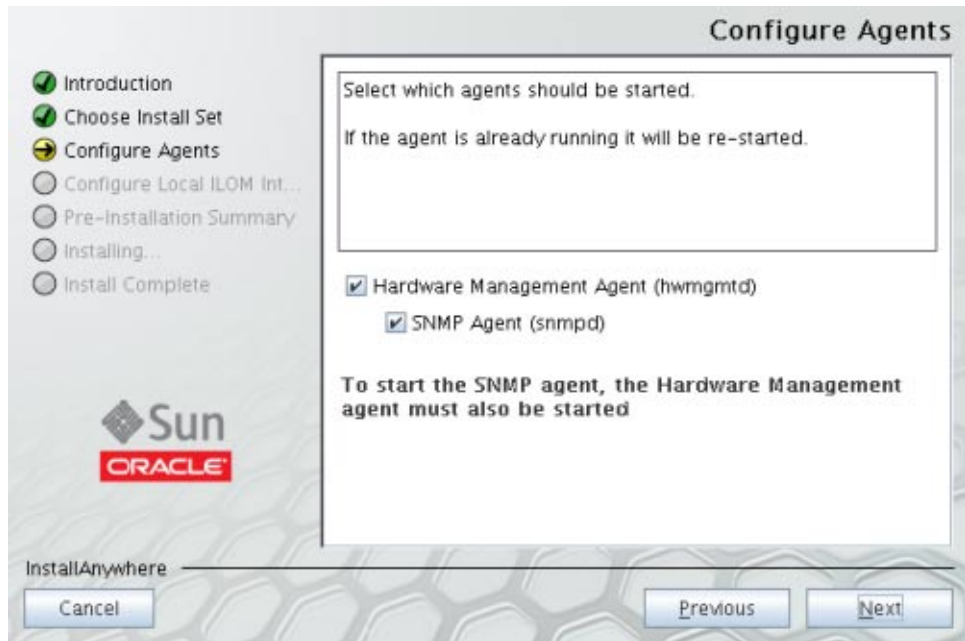 Configure Agents
Introduction
Choose Install Set
Configure Agents
Configure Local ILOM Int...
Pre-Installation Summary
Installing...
Install Complete
Select which agents should be started.
If the agent is already running it will be re-started.
Hardware Management Agent (hwmgmtd)
SNMP Agent (snmpd)
To start the SNMP agent, the Hardware Management
agent must also be started
Sun
ORACLE
InstallAnywhere
Cancel
Previous
Next